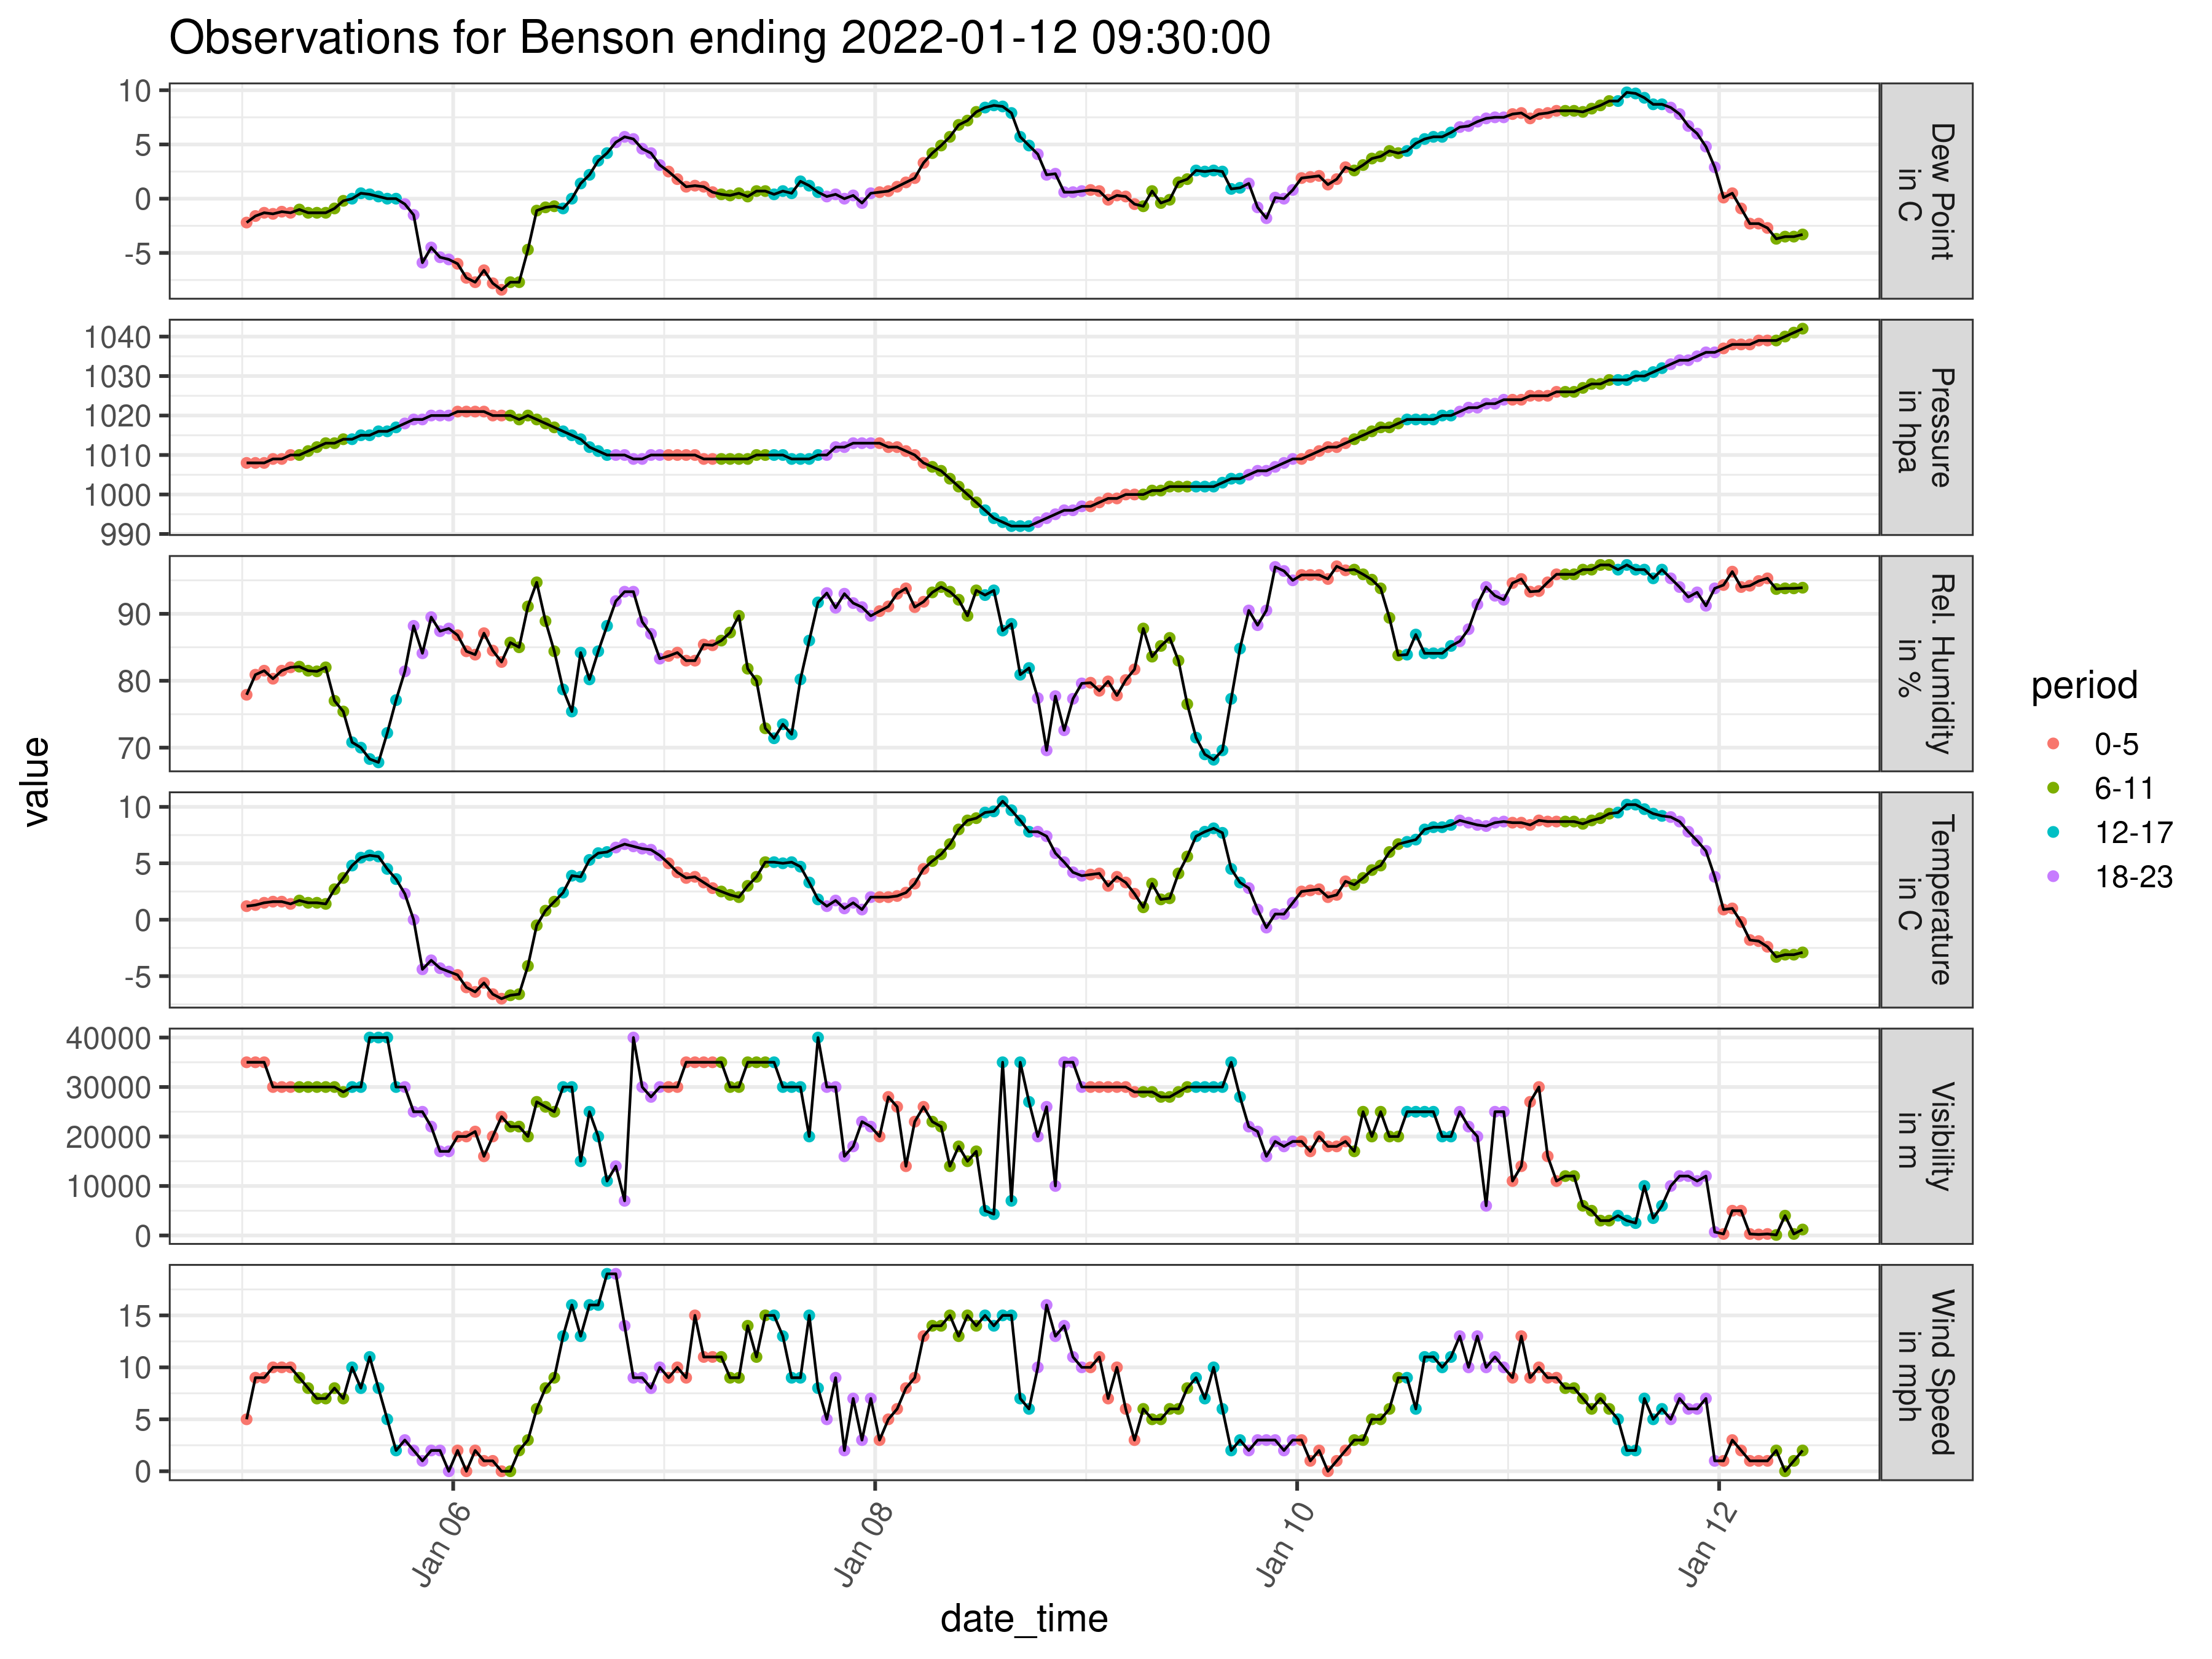 Observations for Benson ending 2022-01-12 09:30:00
10
5
0
-5
Dew Point
in C
1040
1030
1020
1010
1000
990
Pressure
in hpa
90
80
70
Rel. Humidity
in %
10
5
0
-5
Temperature
in C
40000
30000
20000
10000
0
Visibility
in m
15
10
5
0
Wind Speed
in mph
value
Jan 06
Jan 08
Jan 10
Jan 12
date_time
period
0-5
6-11
12-17
18-23